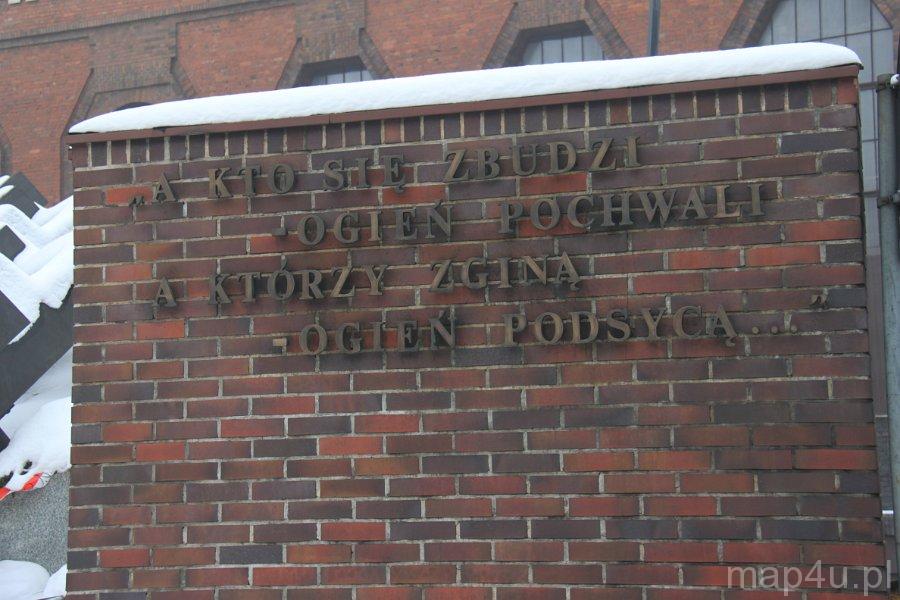 „A KTO SIĘ ZBUDZI
-OGIEŃ POCHWALI
A KTÓRZY ZGINĄ
-OGIEŃ PODSYCĄ...."
map4u.pl